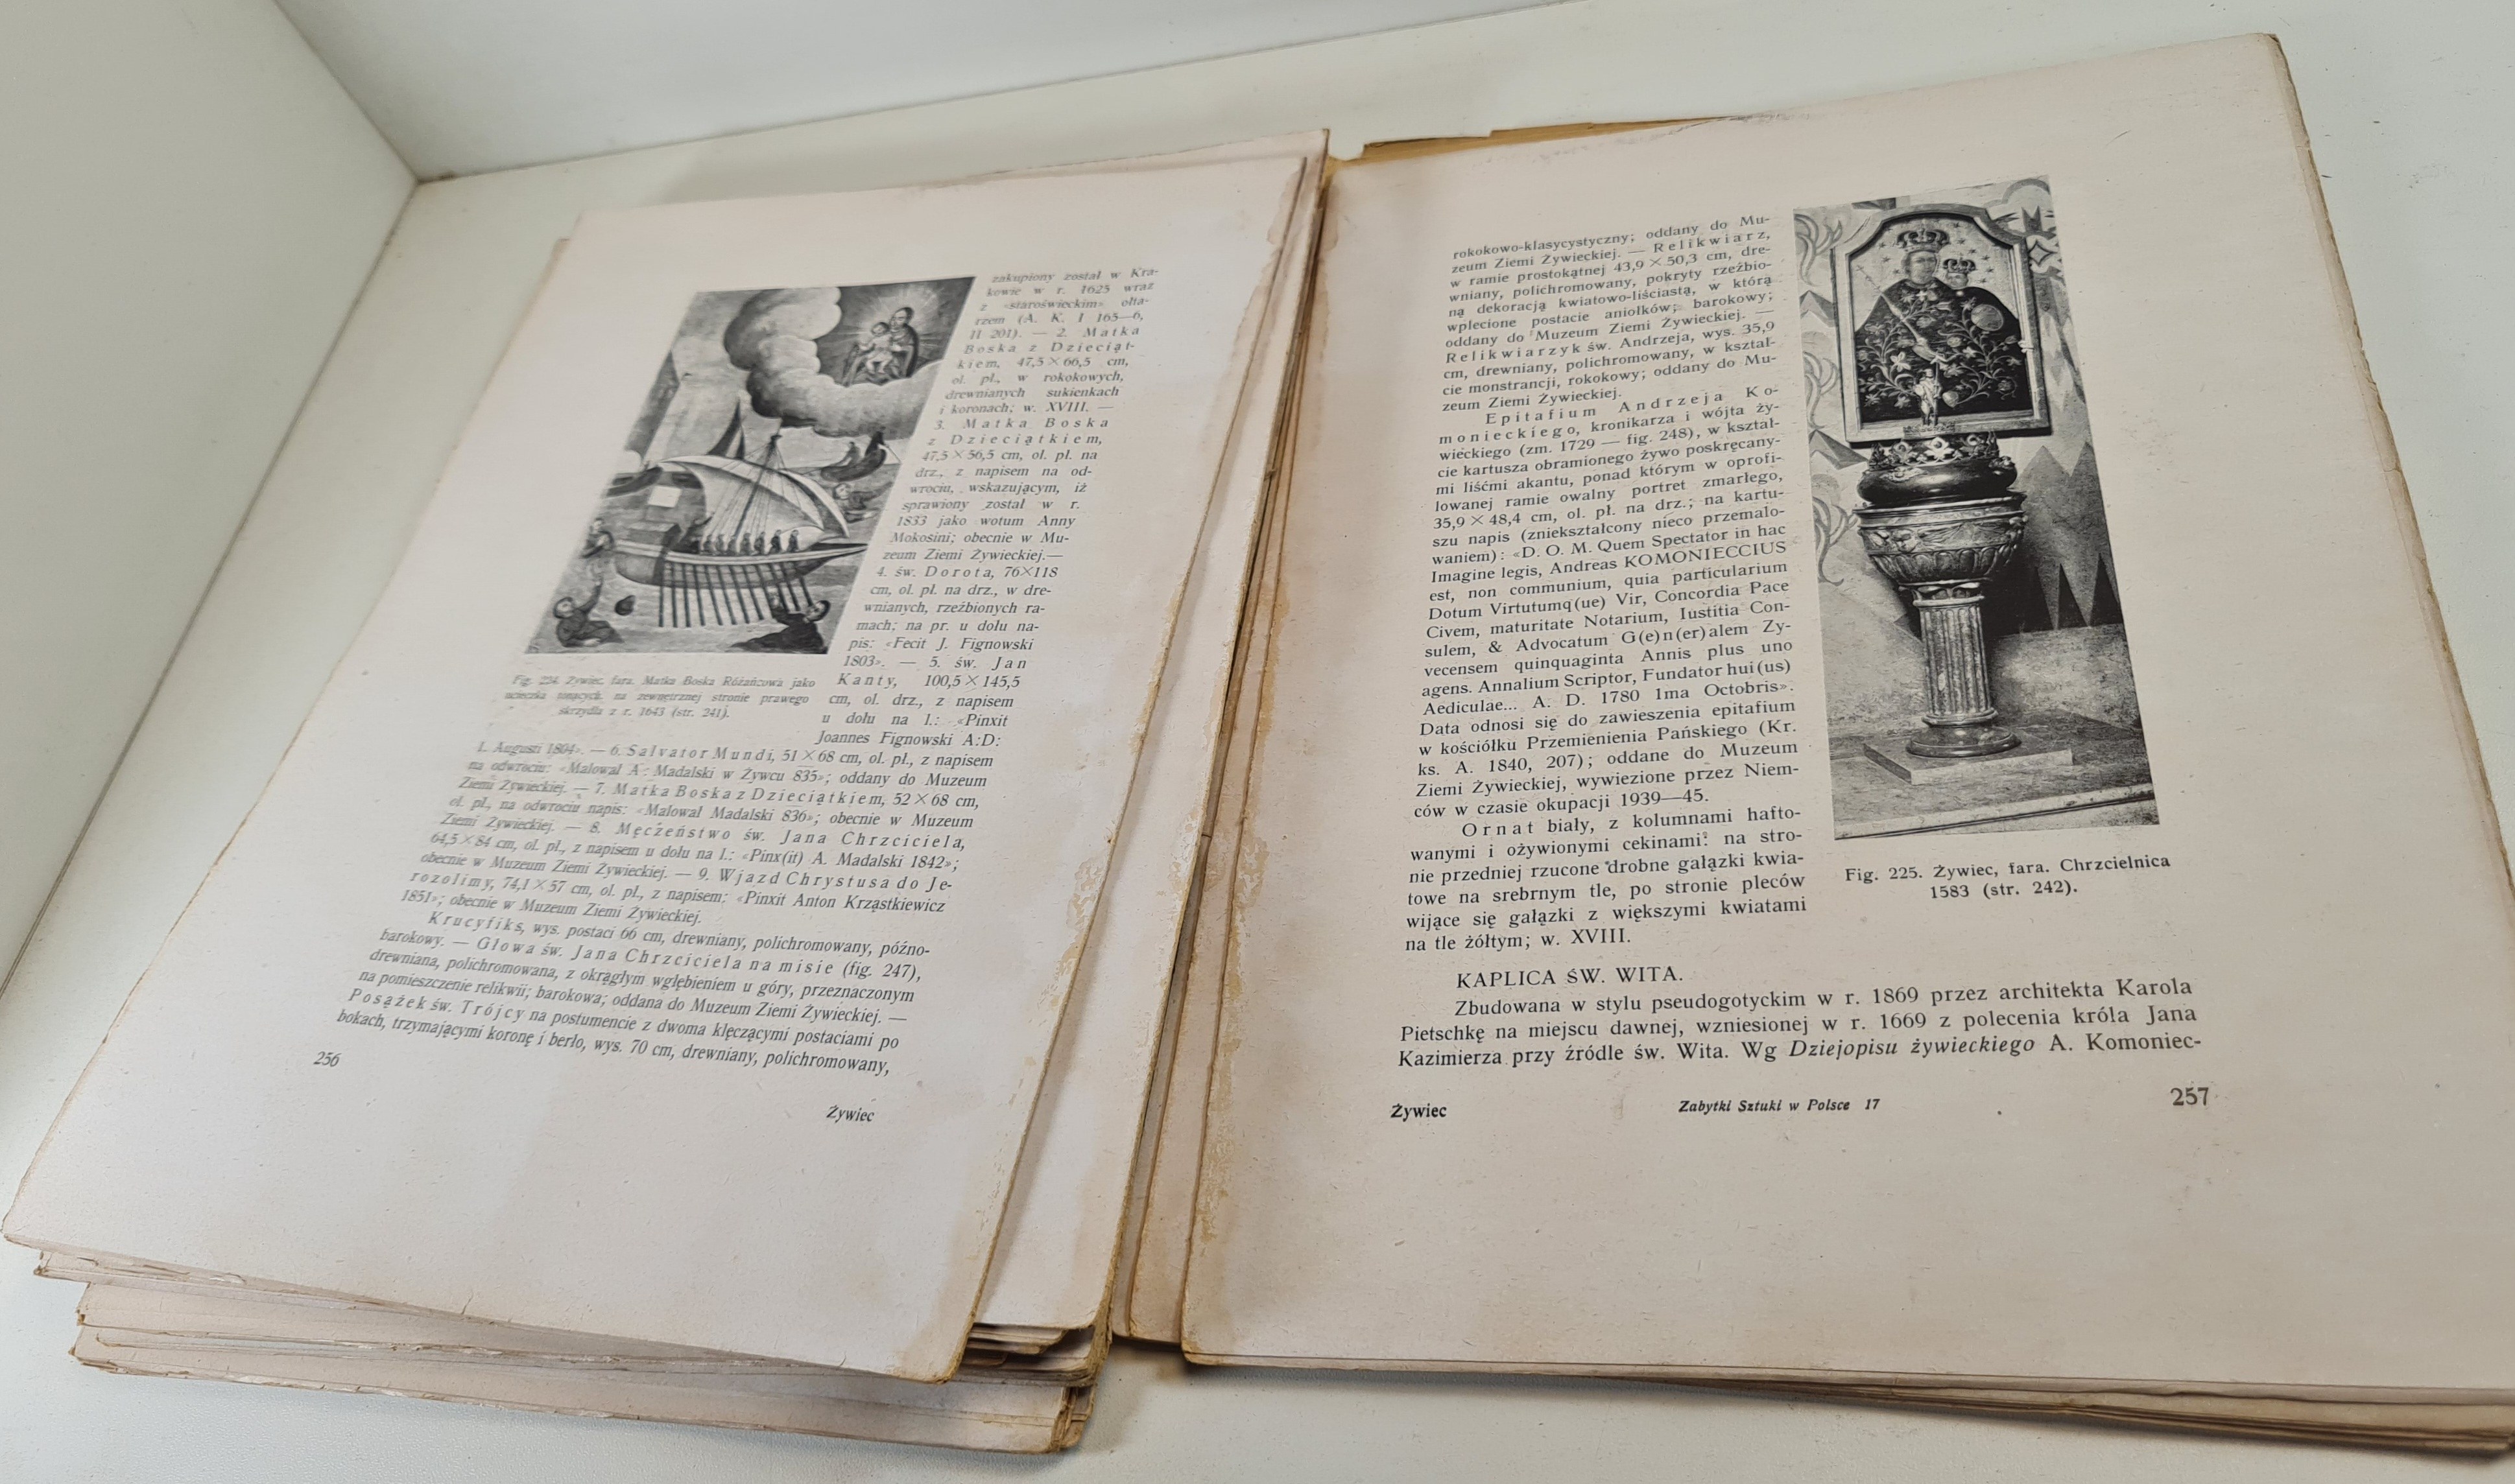 zakupiony został w Kra-
kowie w r. 1625 wraz
z «staroświeckim» ołta-
rzem (A. K. I 165—6,
II 201). — 2. Matka
Boska z Dzieciąt-
kiem, 47,5 × 66,5 cm,
ol. pł., w rokokowych,
drewnianych sukienkach
i koronach; w. XVIII. —
3. Matka Boska
z Dzieciątkiem,
47,5 × 56,5 cm, ol. pł. na
drz., z napisem na od-
wrociu, wskazującym, iż
sprawiony został w r.
1833 jako wotum Anny
Mokosini; obecnie w Mu-
zeum Ziemi Żywieckiej.—
4. św. Dorota, 76×118
cm, ol. pł. na drz., w dre-
wnianych, rzeźbionych ra-
mach; na pr. u dołu na-
pis: «Fecit J. Fignowski
1803». — 5. św. Jan
Kanty, 100,5 × 145,5
cm, ol. drz., z napisem
u dołu na l.: «Pinxit
Joannes Fignowski A:D:
Fig. 224. Żywiec, fara. Matka Boska Różańcowa jako
ucieczka tonących, na zewnętrznej stronie prawego
skrzydła z r. 1643 (str. 241).
1. Augusti 1804». — 6. Salvator Mundi, 51 × 68 cm, ol. pł., z napisem
na odwrociu: «Malował A: Madalski w Żywcu 835»; oddany do Muzeum
Ziemi Żywieckiej. — 7. Matka Boska z Dzieciątkiem, 52 × 68 cm,
ol. pł., na odwrociu napis: «Malował Madalski 836»; obecnie w Muzeum
Ziemi Żywieckiej. — 8. Męczeństwo św. Jana Chrzciciela,
64,5 × 84 cm, ol. pł., z napisem u dołu na l.: «Pinx(it) A. Madalski 1842»;
obecnie w Muzeum Ziemi Żywieckiej. — 9. Wjazd Chrystusa do Je-
rozolimy, 74,1 × 57 cm, ol. pł., z napisem: «Pinxit Anton Krząstkiewicz
1851»; obecnie w Muzeum Ziemi Żywieckiej.
Krucyfiks, wys. postaci 66 cm, drewniany, polichromowany, późno-
barokowy. — Głowa św. Jana Chrzciciela na misie (fig. 247),
drewniana, polichromowana, z okrągłym wgłębieniem u góry, przeznaczonym
na pomieszczenie relikwii; barokowa; oddana do Muzeum Ziemi Żywieckiej. —
Posążek św. Trójcy na postumencie z dwoma klęczącymi postaciami po
bokach, trzymającymi koronę i berło, wys. 70 cm, drewniany, polichromowany,
256
Żywiec
rokokowo-klasycystyczny; oddany do Mu-
zeum Ziemi Żywieckiej. — Relikwiarz,
w ramie prostokątnej 43,9 × 50,3 cm, dre-
wniany, polichromowany, pokryty rzeźbio-
ną dekoracją kwiatowo-liściastą, w którą
wplecione postacie aniołków; barokowy;
oddany do Muzeum Ziemi Żywieckiej. —
Relikwiarzyk św. Andrzeja, wys. 35,9
cm, drewniany, polichromowany, w kształ-
cie monstrancji, rokokowy; oddany do Mu-
zeum Ziemi Żywieckiej.
Epitafium Andrzeja Ko-
monieckiego, kronikarza i wójta ży-
wieckiego (zm. 1729 — fig. 248), w kształ-
cie kartusza obramionego żywo poskręcany-
mi liśćmi akantu, ponad którym w oprofi-
lowanej ramie owalny portret zmarłego,
35,9 × 48,4 cm, ol. pł. na drz.; na kartu-
szu napis (zniekształcony nieco przemalo-
waniem): «D. O. M. Quem Spectator in hac
Imagine legis, Andreas KOMONIECCIUS
est, non communium, quia particularium
Dotum Virtutumq(ue) Vir, Concordia Pace
Civem, maturitate Notarium, Iustitia Con-
sulem, & Advocatum G(e)n(er)alem Zy-
vecensem quinquaginta Annis plus uno
agens. Annalium Scriptor, Fundator hui(us)
Aediculae... A. D. 1780 1ma Octobris».
Data odnosi się do zawieszenia epitafium
w kościółku Przemienienia Pańskiego (Kr.
ks. A. 1840, 207); oddane do Muzeum
Ziemi Żywieckiej, wywiezione przez Niem-
ców w czasie okupacji 1939—45.
Ornat biały, z kolumnami hafto-
wanymi i ożywionymi cekinami: na stro-
nie przedniej rzucone drobne gałązki kwia-
towe na srebrnym tle, po stronie pleców
wijące się gałązki z większymi kwiatami
na tle żółtym; w. XVIII.
Fig. 225. Żywiec, fara. Chrzcielnica
1583 (str. 242).
KAPLICA ŚW. WITA.
Zbudowana w stylu pseudogotyckim w r. 1869 przez architekta Karola
Pietschkę na miejscu dawnej, wzniesionej w r. 1669 z polecenia króla Jana
Kazimierza przy źródle św. Wita. Wg Dziejopisu żywieckiego A. Komoniec-
Żywiec
Zabytki Sztuki w Polsce 17
257